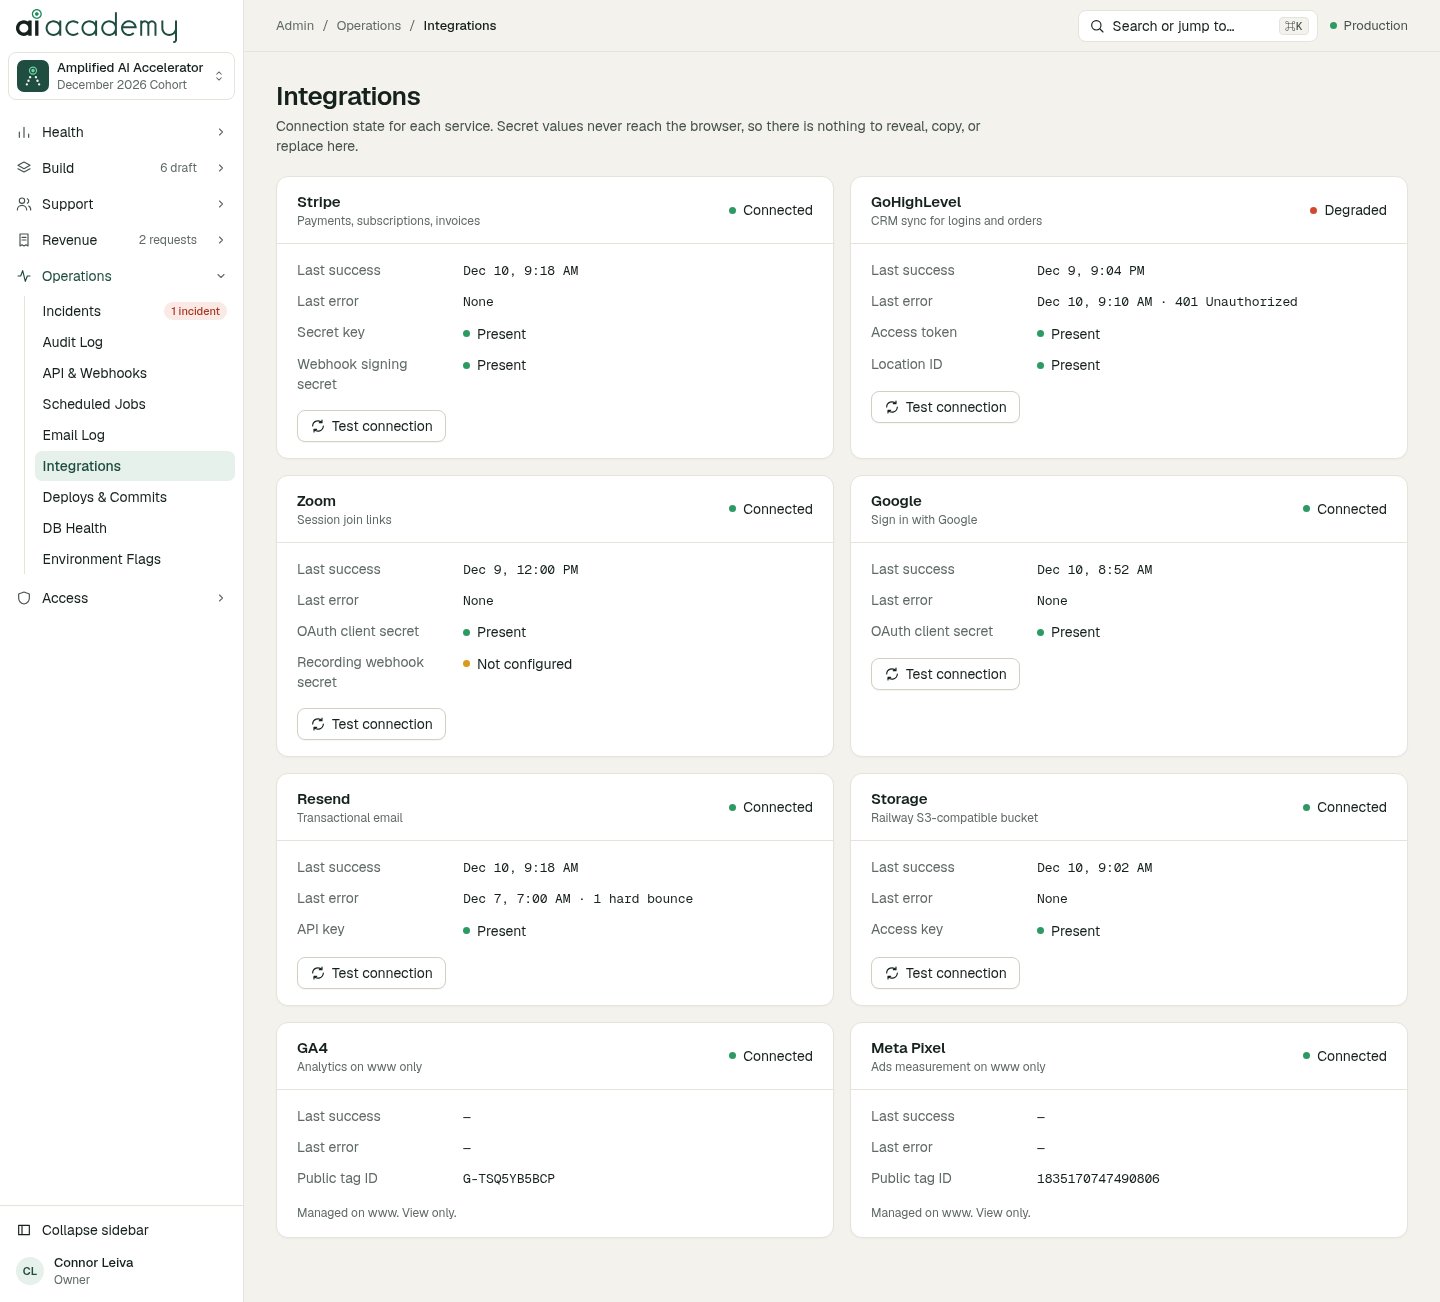 ai academy
Amplified AI Accelerator
December 2026 Cohort
Health
Build 6 draft
Support
Revenue 2 requests
Operations
Incidents 1 incident
Audit Log
API & Webhooks
Scheduled Jobs
Email Log
Integrations
Deploys & Commits
DB Health
Environment Flags
Access
Collapse sidebar
CL
Connor Leiva
Owner
Admin / Operations / Integrations
Search or jump to... ⌘K
Production
Integrations
Connection state for each service. Secret values never reach the browser, so there is nothing to reveal, copy, or
replace here.
Stripe
Payments, subscriptions, invoices
Connected
Last success Dec 10, 9:18 AM
Last error None
Secret key Present
Webhook signing
secret
Present
Test connection
GoHighLevel
CRM sync for logins and orders
Degraded
Last success Dec 9, 9:04 PM
Last error Dec 10, 9:10 AM · 401 Unauthorized
Access token Present
Location ID Present
Test connection
Zoom
Session join links
Connected
Last success Dec 9, 12:00 PM
Last error None
OAuth client secret Present
Recording webhook
secret
Not configured
Test connection
Google
Sign in with Google
Connected
Last success Dec 10, 8:52 AM
Last error None
OAuth client secret Present
Test connection
Resend
Transactional email
Connected
Last success Dec 10, 9:18 AM
Last error Dec 7, 7:00 AM · 1 hard bounce
API key Present
Test connection
Storage
Railway S3-compatible bucket
Connected
Last success Dec 10, 9:02 AM
Last error None
Access key Present
Test connection
GA4
Analytics on www only
Connected
Last success –
Last error –
Public tag ID G-TSQ5YB5BCP
Managed on www. View only.
Meta Pixel
Ads measurement on www only
Connected
Last success –
Last error –
Public tag ID 1835170747490806
Managed on www. View only.